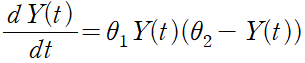 dY(t)/dt = θ₁Y(t)(θ₂ − Y(t))